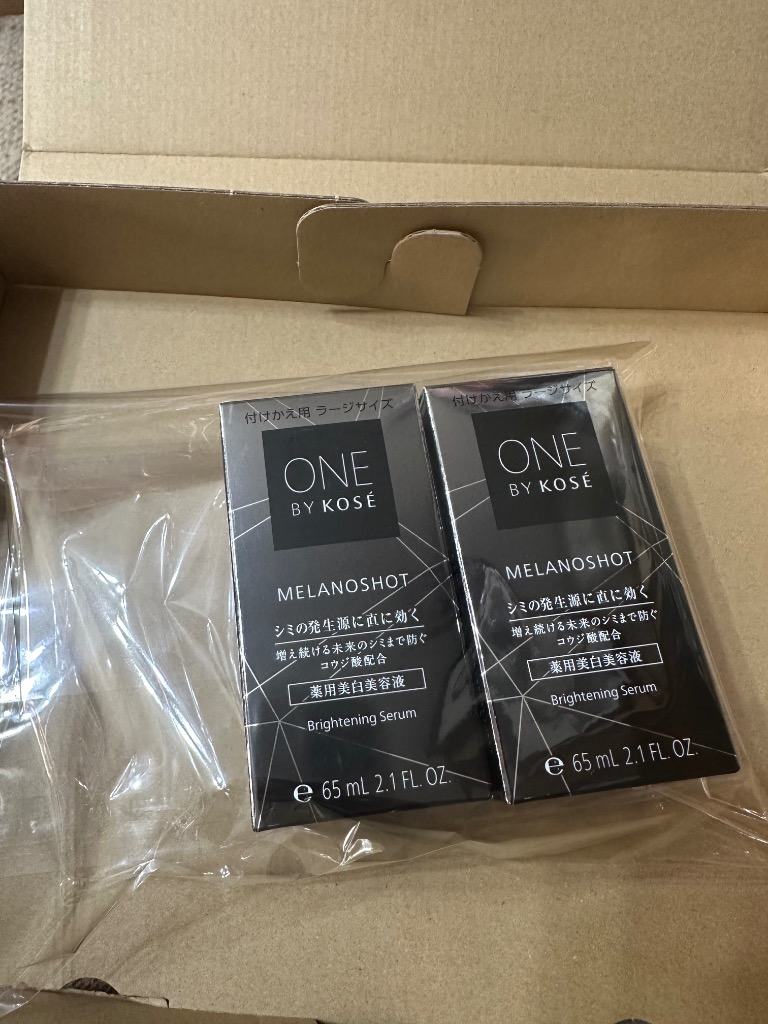 付けかえ用 ラージサイズ
ONE
BY KOSÉ
MELANOSHOT
シミの発生源に直に効く
増え続ける未来のシミまで防ぐ
コウジ酸配合
薬用美白美容液
Brightening Serum
℮ 65 mL 2.1 FL. OZ.
付けかえ用 ラージサイズ
ONE
BY KOSÉ
MELANOSHOT
シミの発生源に直に効く
増え続ける未来のシミまで防ぐ
コウジ酸配合
薬用美白美容液
Brightening Serum
℮ 65 mL 2.1 FL. OZ.